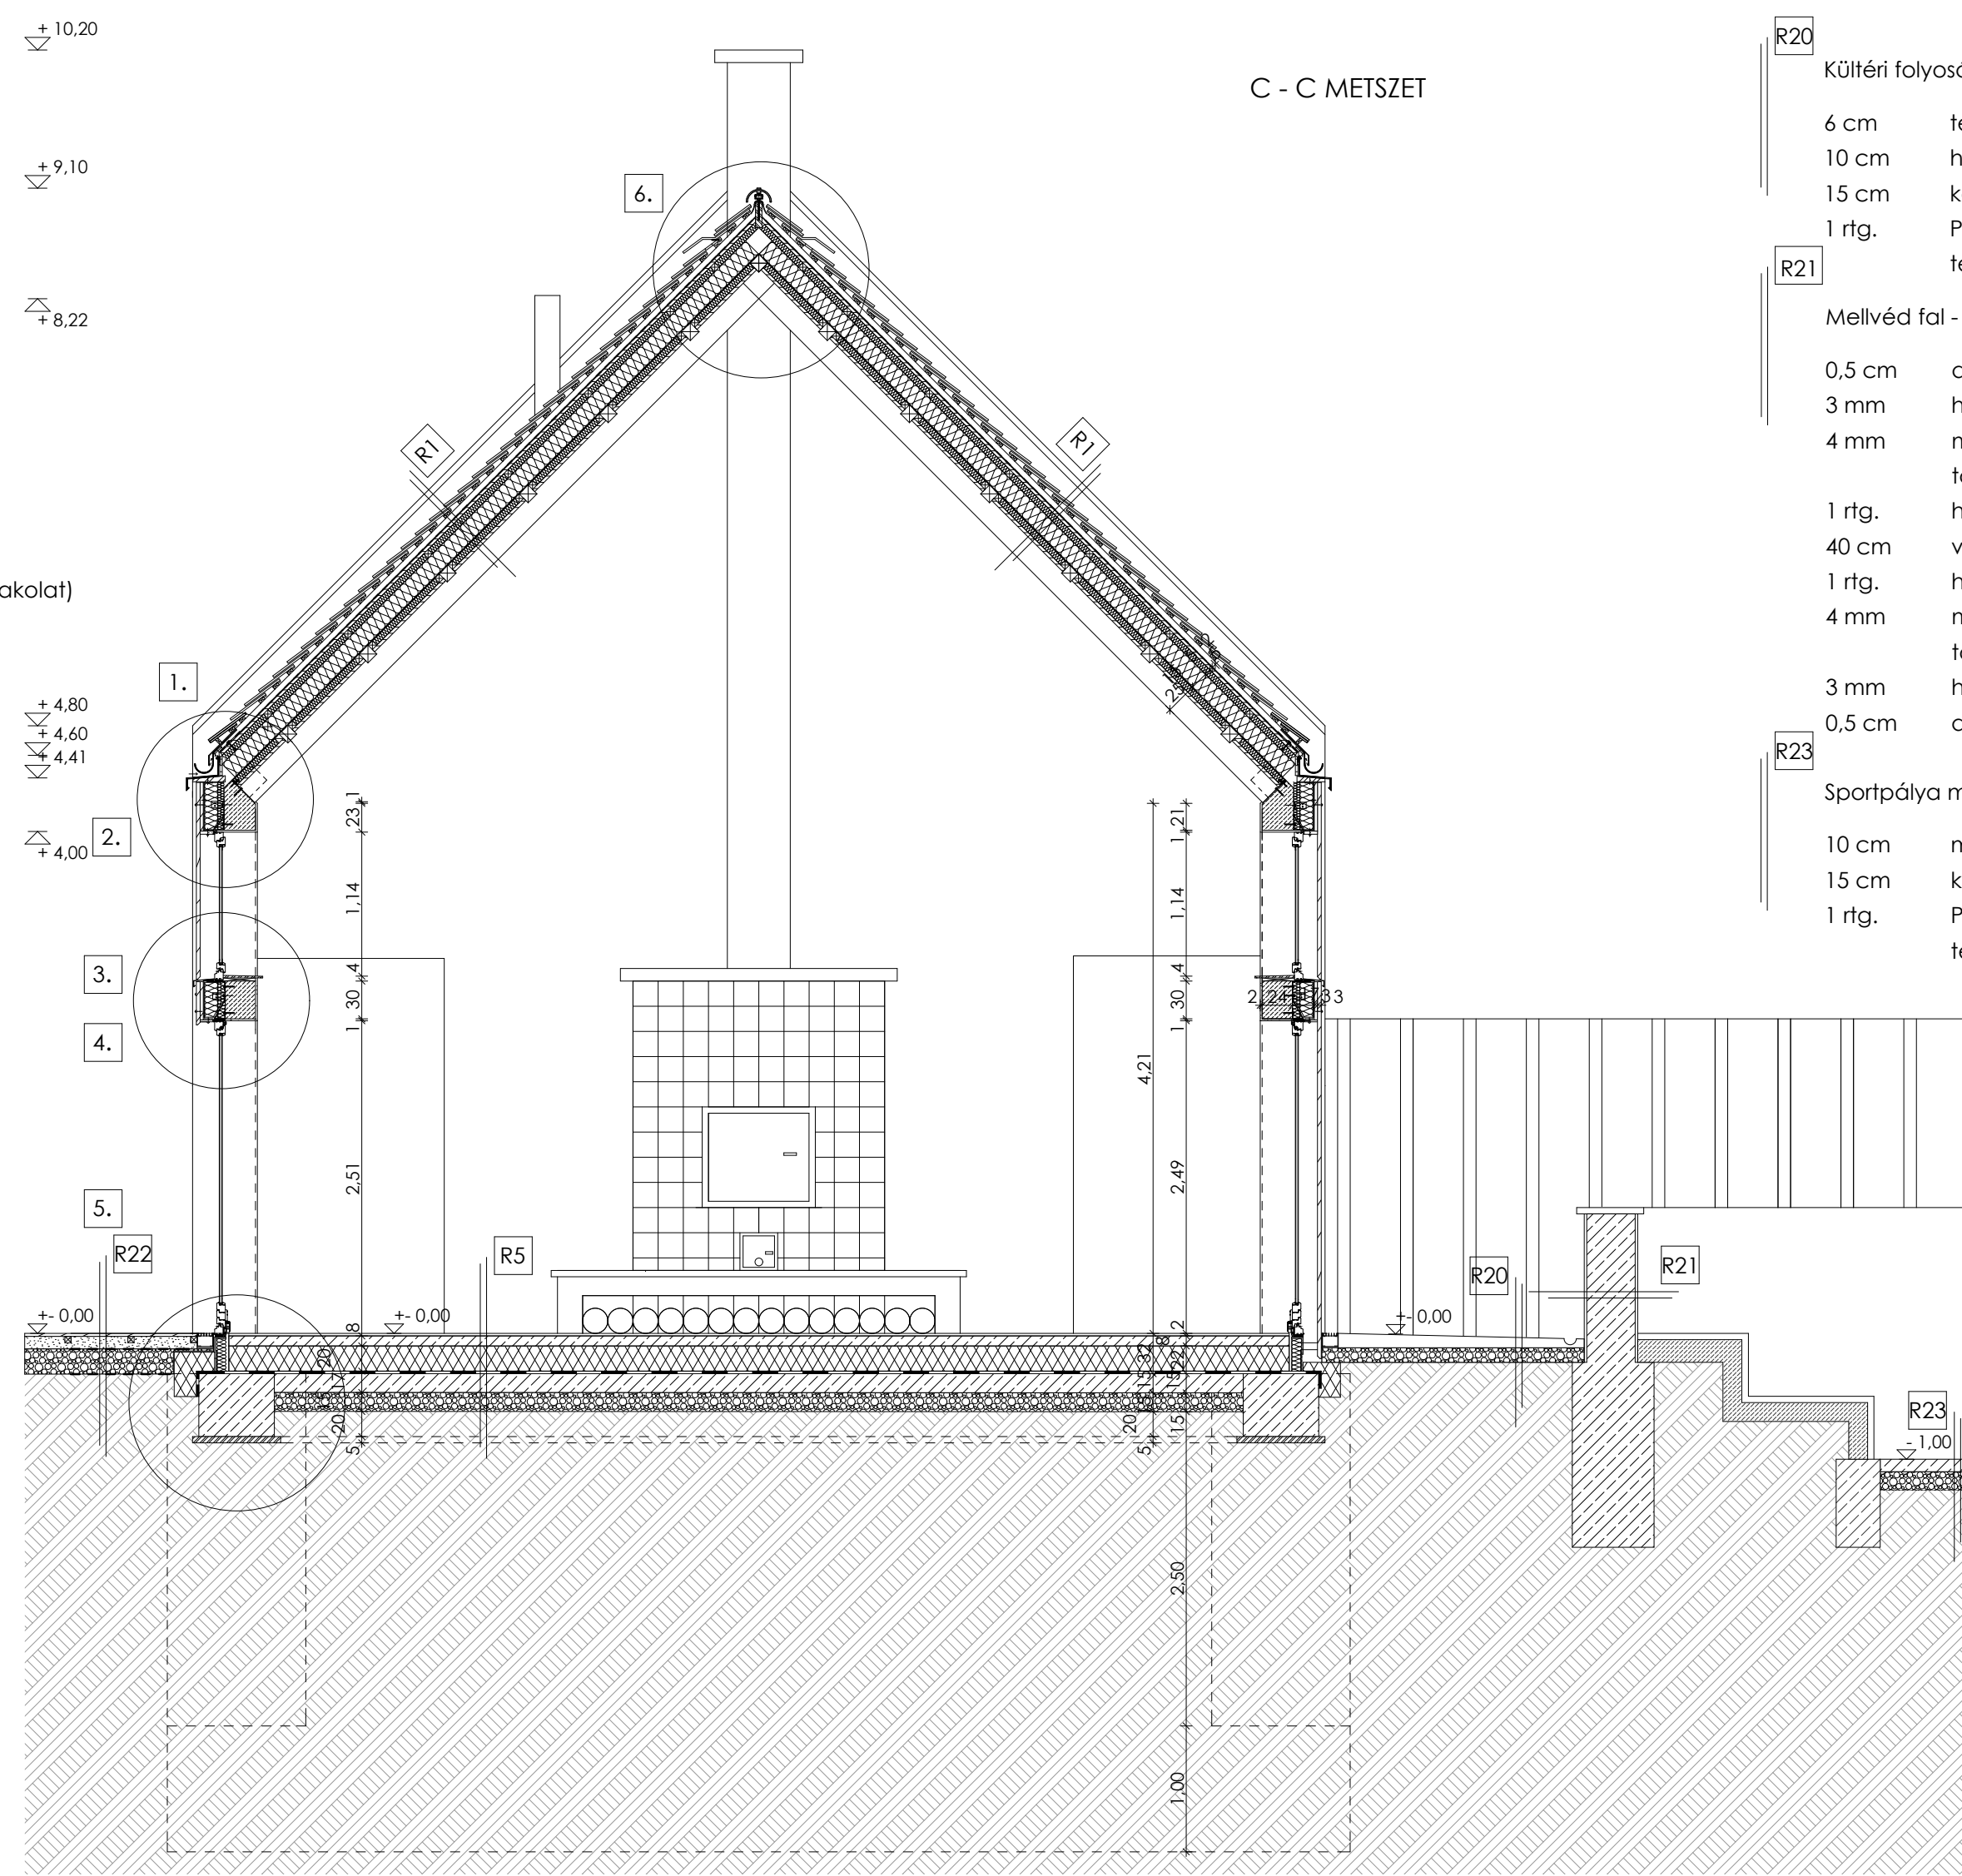 + 10,20
+ 9,10
+ 8,22
akolat)
+ 4,80
+ 4,60
+ 4,41
+ 4,00
1.
2.
3.
4.
5.
6.
C - C METSZET
R1
R1
R22
R5
R20
R21
R23
+- 0,00
+- 0,00
+- 0,00
- 1,00
1
23
1,14
4
30
1
2,51
8
20
20
5
25
21
1
1,14
4
30
1
4,21
2,49
2
8
20
5
15
2,50
1,00
R20
Kültéri folyos
6 cm
10 cm
15 cm
1 rtg.
R21
Mellvéd fal -
0,5 cm
3 mm
4 mm
1 rtg.
40 cm
1 rtg.
4 mm
3 mm
0,5 cm
R23
Sportpálya
10 cm
15 cm
1 rtg.